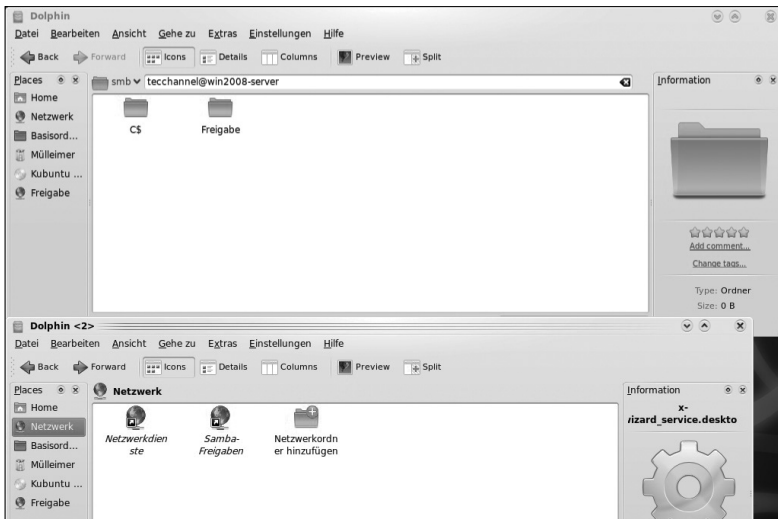 Dolphin
Datei Bearbeiten Ansicht Gehe zu Extras Einstellungen Hilfe
Back Forward Icons Details Columns Preview Split
Places
Home
Netzwerk
Basisord...
Mülleimer
Kubuntu ...
Freigabe
smb tecchannel@win2008-server
C$ Freigabe
Information
Add comment...
Change tags...
Type: Ordner
Size: 0 B
Dolphin <2>
Datei Bearbeiten Ansicht Gehe zu Extras Einstellungen Hilfe
Back Forward Icons Details Columns Preview Split
Places
Home
Netzwerk
Basisord...
Mülleimer
Kubuntu ...
Freigabe
Netzwerk
Netzwerkdien
ste
Samba-
Freigaben
Netzwerkordn
er hinzufügen
Information
x-
vizard_service.deskto